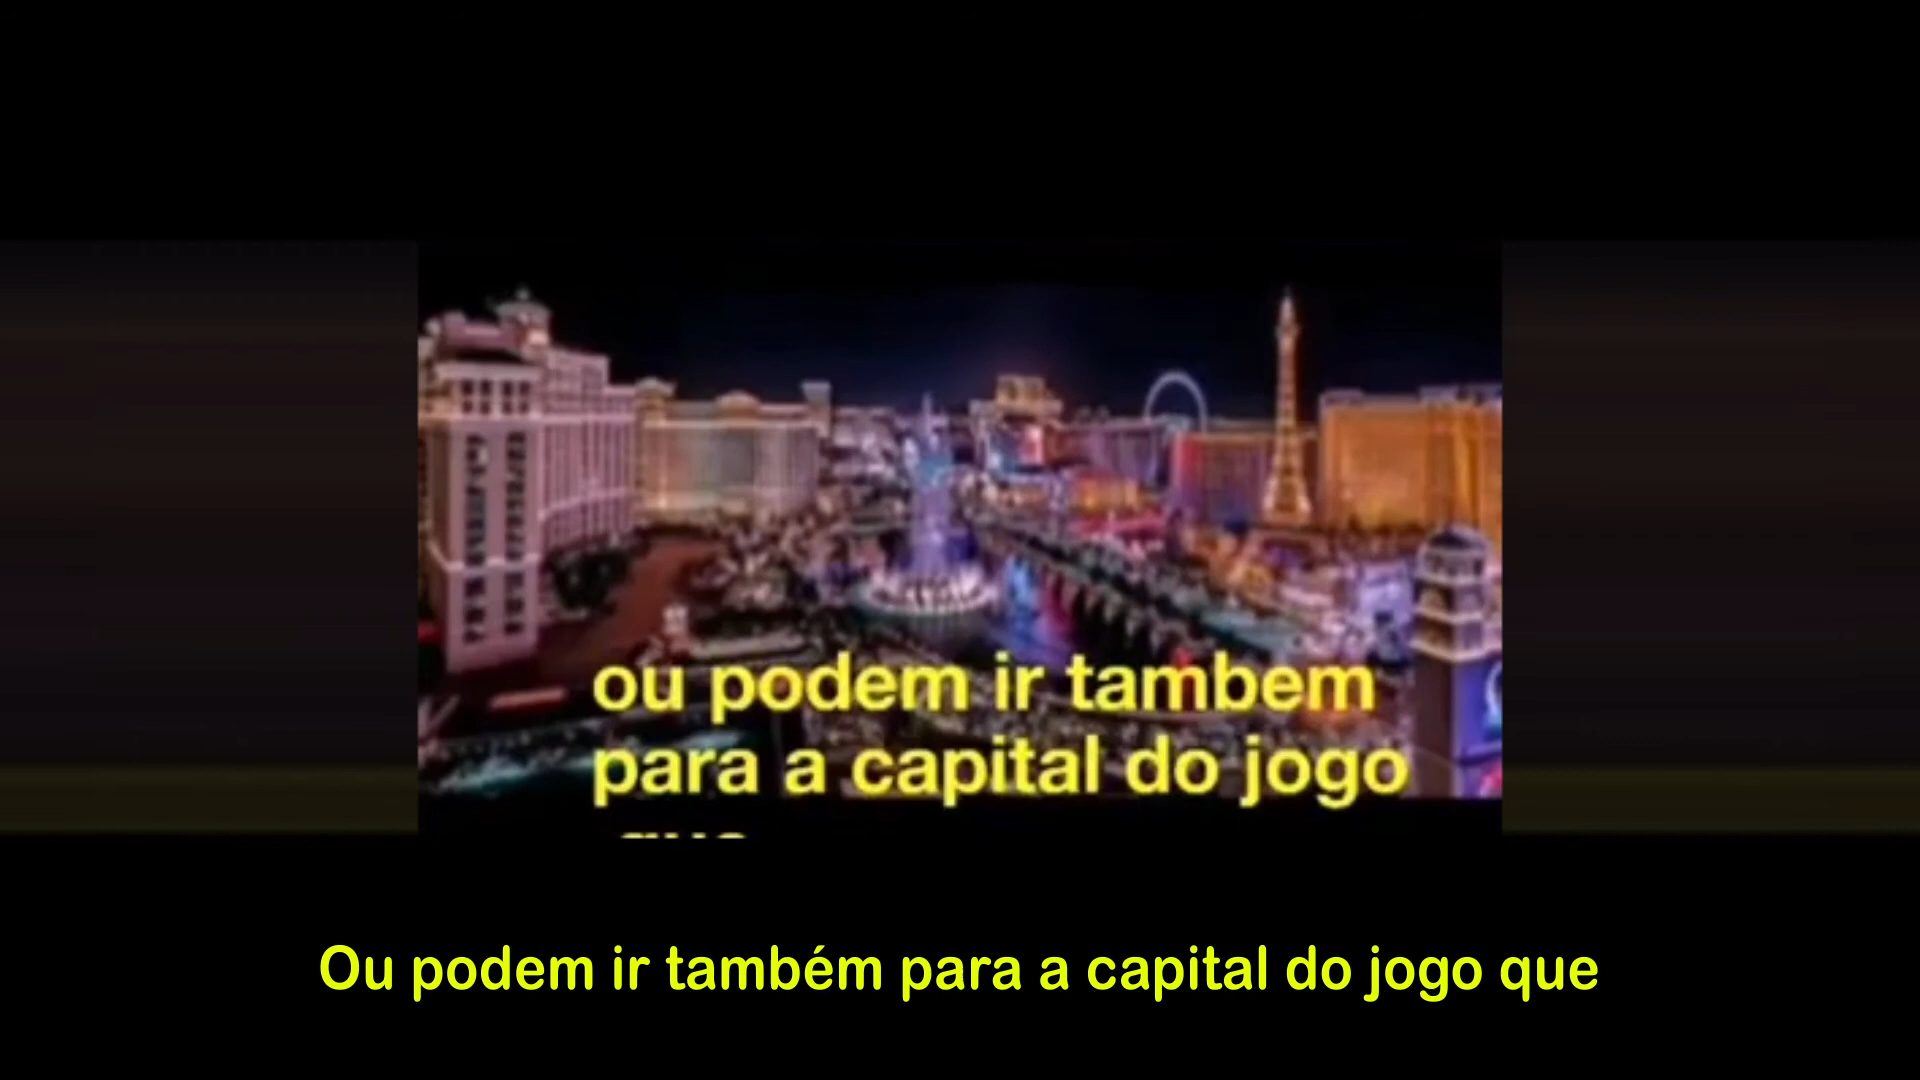 ou podem ir tambem
para a capital do jogo
Ou podem ir também para a capital do jogo que